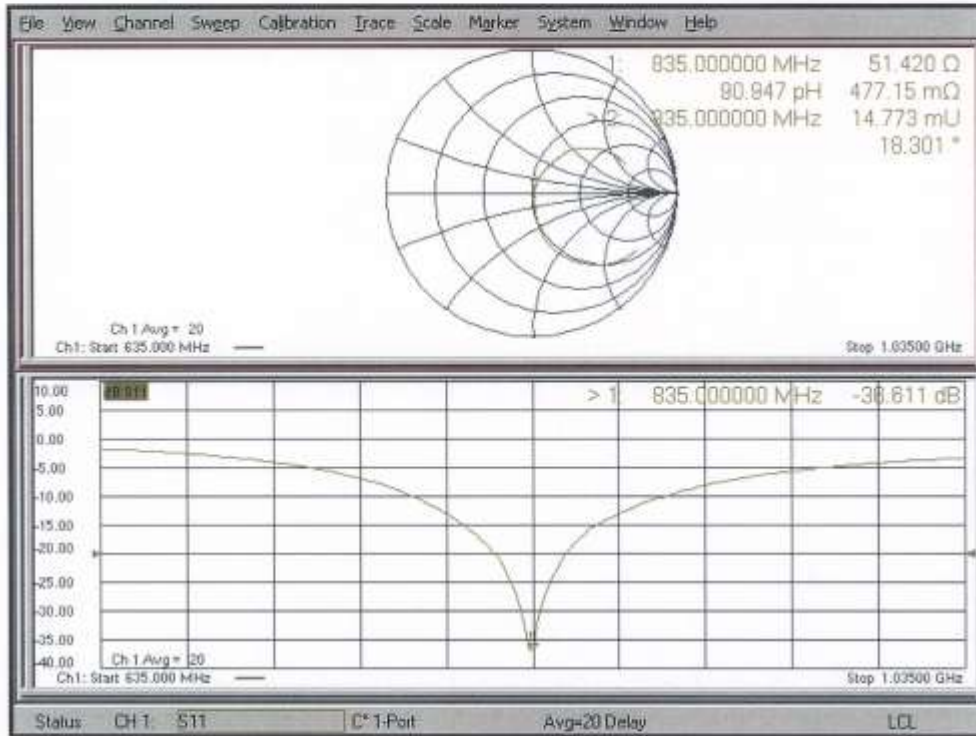 File View Channel Sweep Calibration Trace Scale Marker System Window Help
1: 835.000000 MHz 51.420 Ω
90.947 pH 477.15 mΩ
> 2: 835.000000 MHz 14.773 mU
18.301 °
Ch 1 Avg = 20
Ch1: Start 635.000 MHz
Stop 1.03500 GHz
10.00
> 1: 835.000000 MHz -36.611 dB
5.00
0.00
-5.00
-10.00
-15.00
-20.00
-25.00
-30.00
-35.00
-40.00
Ch 1 Avg = 20
Ch1: Start 635.000 MHz
Stop 1.03500 GHz
Status CH 1: S11 C* 1-Port Avg=20 Delay LCL